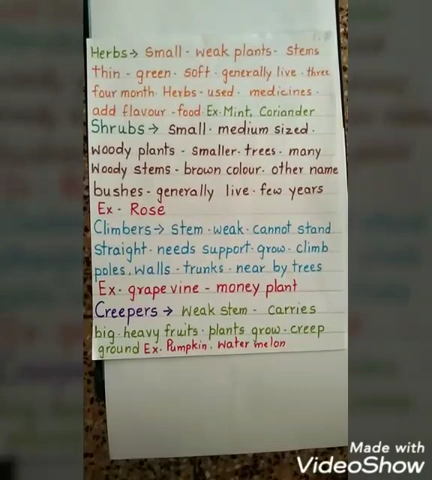 Herbs → Small - weak plants - stems
thin - green - soft - generally live - three
four month. Herbs - used - medicines -
add flavour - food. Ex. Mint, Coriander
Shrubs → Small - medium sized -
woody plants - smaller - trees - many
Woody stems - brown colour - other name
bushes - generally live - few years
Ex - Rose
Climbers → Stem - weak - cannot stand
straight - needs support - grow - climb
poles, walls - trunks - near by trees
Ex - grape vine - money plant
Creepers → Weak stem - carries
big - heavy fruits - plants grow - creep
ground Ex. Pumpkin, Water melon
Made with
VideoShow